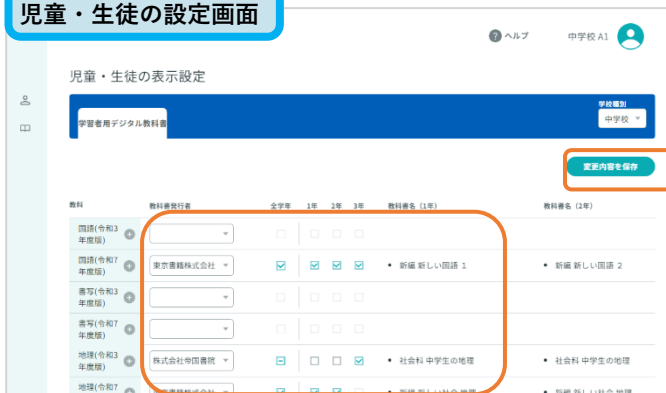 児童・生徒の設定画面
? ヘルプ 中学校 A1
児童・生徒の表示設定
学校種別
学習者用デジタル教科書 中学校
変更内容を保存
教科 教科書発行者 全学年 1年 2年 3年 教科書名（1年） 教科書名（2年）
国語(令和3
年度版)
国語(令和7
年度版) 東京書籍株式会社 • 新編 新しい国語 1 • 新編 新しい国語 2
書写(令和3
年度版)
書写(令和7
年度版)
地理(令和3
年度版) 株式会社帝国書院 • 社会科 中学生の地理 • 社会科 中学生の地理
地理(令和7